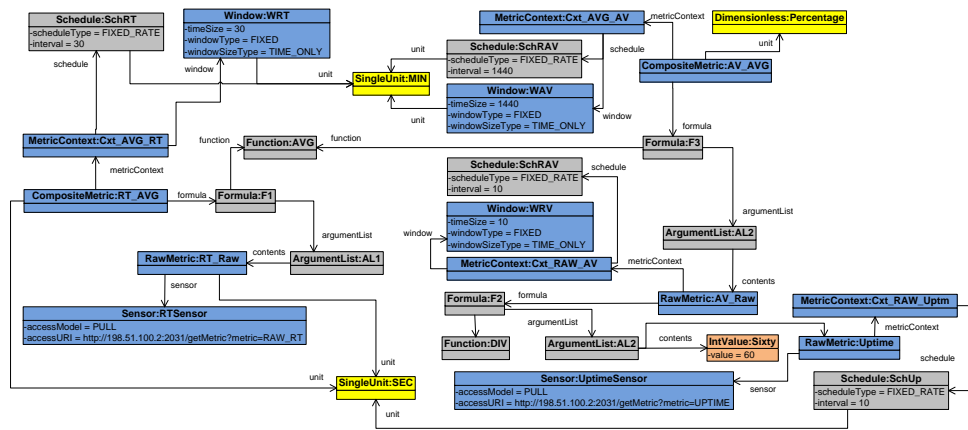 Schedule:SchRT
-scheduleType = FIXED_RATE
-interval = 30
schedule
Window:WRT
-timeSize = 30
-windowType = FIXED
-windowSizeType = TIME_ONLY
window
unit
SingleUnit:MIN
MetricContext:Cxt_AVG_AV
metricContext
schedule
unit
Schedule:SchRAV
-scheduleType = FIXED_RATE
-interval = 1440
Window:WAV
-timeSize = 1440
-windowType = FIXED
-windowSizeType = TIME_ONLY
unit
window
Dimensionless:Percentage
unit
CompositeMetric:AV_AVG
formula
MetricContext:Cxt_AVG_RT
metricContext
function
Function:AVG
function
Formula:F3
CompositeMetric:RT_AVG
formula
Formula:F1
argumentList
Schedule:SchRAV
-scheduleType = FIXED_RATE
-interval = 10
schedule
Window:WRV
-timeSize = 10
-windowType = FIXED
-windowSizeType = TIME_ONLY
window
argumentList
ArgumentList:AL2
contents
RawMetric:RT_Raw
contents
ArgumentList:AL1
sensor
MetricContext:Cxt_RAW_AV
metricContext
Sensor:RTSensor
-accessModel = PULL
-accessURI = http://198.51.100.2:2031/getMetric?metric=RAW_RT
Formula:F2
formula
RawMetric:AV_Raw
MetricContext:Cxt_RAW_Uptm
metricContext
argumentList
Function:DIV
ArgumentList:AL2
contents
IntValue:Sixty
-value = 60
RawMetric:Uptime
schedule
unit
unit
SingleUnit:SEC
unit
Sensor:UptimeSensor
-accessModel = PULL
-accessURI = http://198.51.100.2:2031/getMetric?metric=UPTIME
sensor
Schedule:SchUp
-scheduleType = FIXED_RATE
-interval = 10